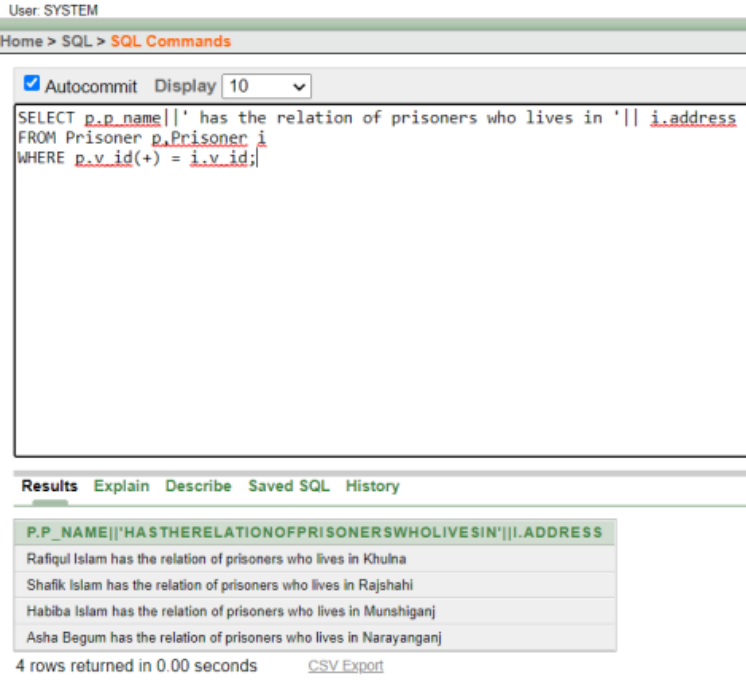 User: SYSTEM
Home > SQL > SQL Commands
Autocommit Display 10
SELECT p.p_name||' has the relation of prisoners who lives in '|| i.address
FROM Prisoner p,Prisoner i
WHERE p.v_id(+) = i.v_id;
Results Explain Describe Saved SQL History
P.P_NAME||'HASTHERELATIONOFPRISONERSWHOLIVESIN'||I.ADDRESS
Rafiqul Islam has the relation of prisoners who lives in Khulna
Shafik Islam has the relation of prisoners who lives in Rajshahi
Habiba Islam has the relation of prisoners who lives in Munshiganj
Asha Begum has the relation of prisoners who lives in Narayanganj
4 rows returned in 0.00 seconds CSV Export